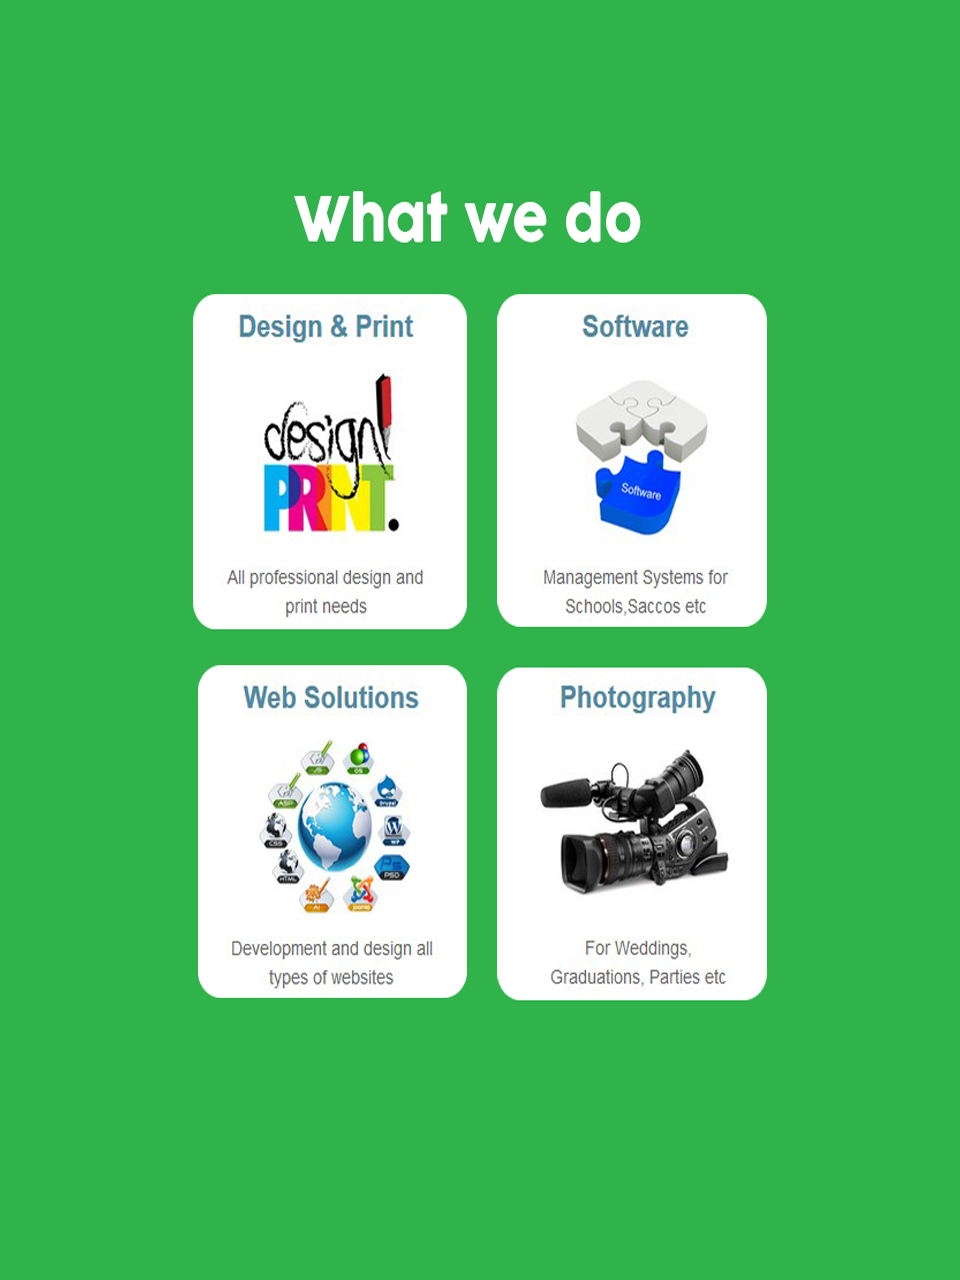 What we do
Design & Print
design!
PRINT.
All professional design and
print needs
Software
Software
Management Systems for
Schools,Saccos etc
Web Solutions
JS
OS
ASP
Drupal
CSS
WP
HTML
PSD
AI
Joomla
Development and design all
types of websites
Photography
For Weddings,
Graduations, Parties etc